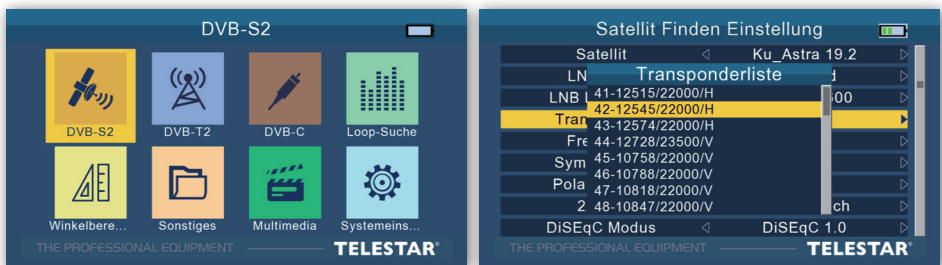 DVB-S2
DVB-S2 DVB-T2 DVB-C Loop-Suche
Winkelbere... Sonstiges Multimedia Systemeins...
THE PROFESSIONAL EQUIPMENT TELESTAR®
Satellit Finden Einstellung
Satellit Ku_Astra 19.2
LN d
Transponderliste
LNB L 600
41-12515/22000/H
42-12545/22000/H
Tran
43-12574/22000/H
Fre
44-12728/23500/V
Sym
45-10758/22000/V
46-10788/22000/V
Pola
47-10818/22000/V
2 ch
48-10847/22000/V
DiSEqC Modus DiSEqC 1.0
THE PROFESSIONAL EQUIPMENT TELESTAR®